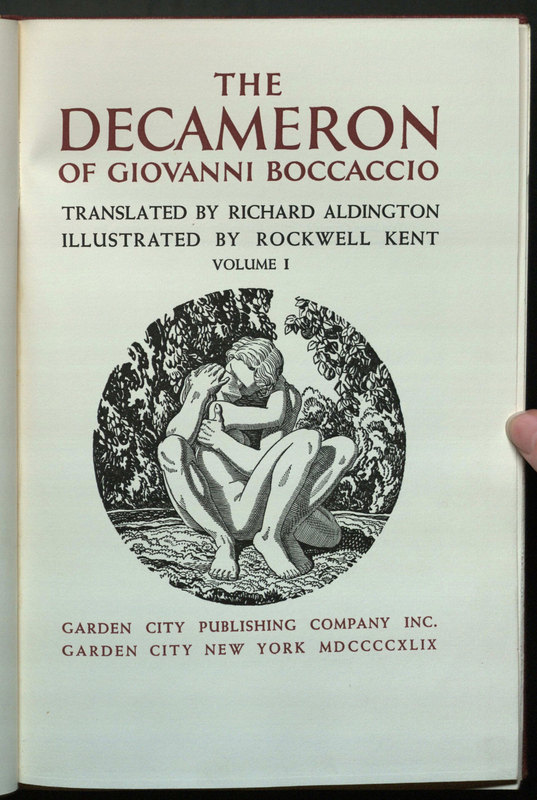 THE
DECAMERON
OF GIOVANNI BOCCACCIO
TRANSLATED BY RICHARD ALDINGTON
ILLUSTRATED BY ROCKWELL KENT
VOLUME I
GARDEN CITY PUBLISHING COMPANY INC.
GARDEN CITY NEW YORK MDCCCCXLIX